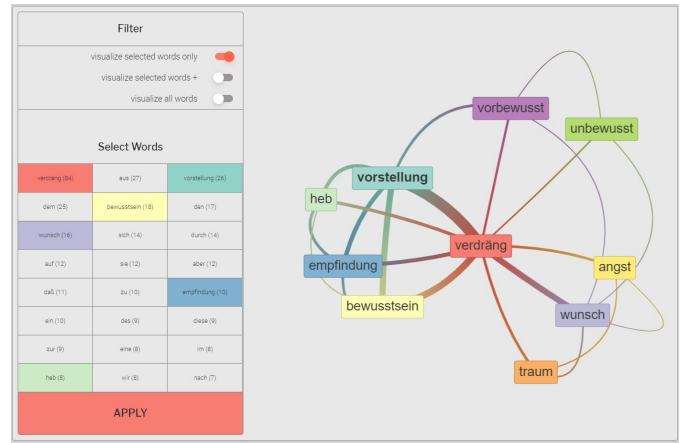 Filter
visualize selected words only
visualize selected words +
visualize all words
Select Words
verdräng (84) aus (27) vorstellung (26)
dem (25) bewusstsein (18) den (17)
wunsch (16) sich (14) durch (14)
auf (12) sie (12) aber (12)
daß (11) zu (10) empfindung (10)
ein (10) des (9) diese (9)
zur (9) eine (8) im (8)
heb (8) wir (8) nach (7)
APPLY
vorbewusst
unbewusst
vorstellung
heb
verdräng
empfindung
angst
bewusstsein
wunsch
traum